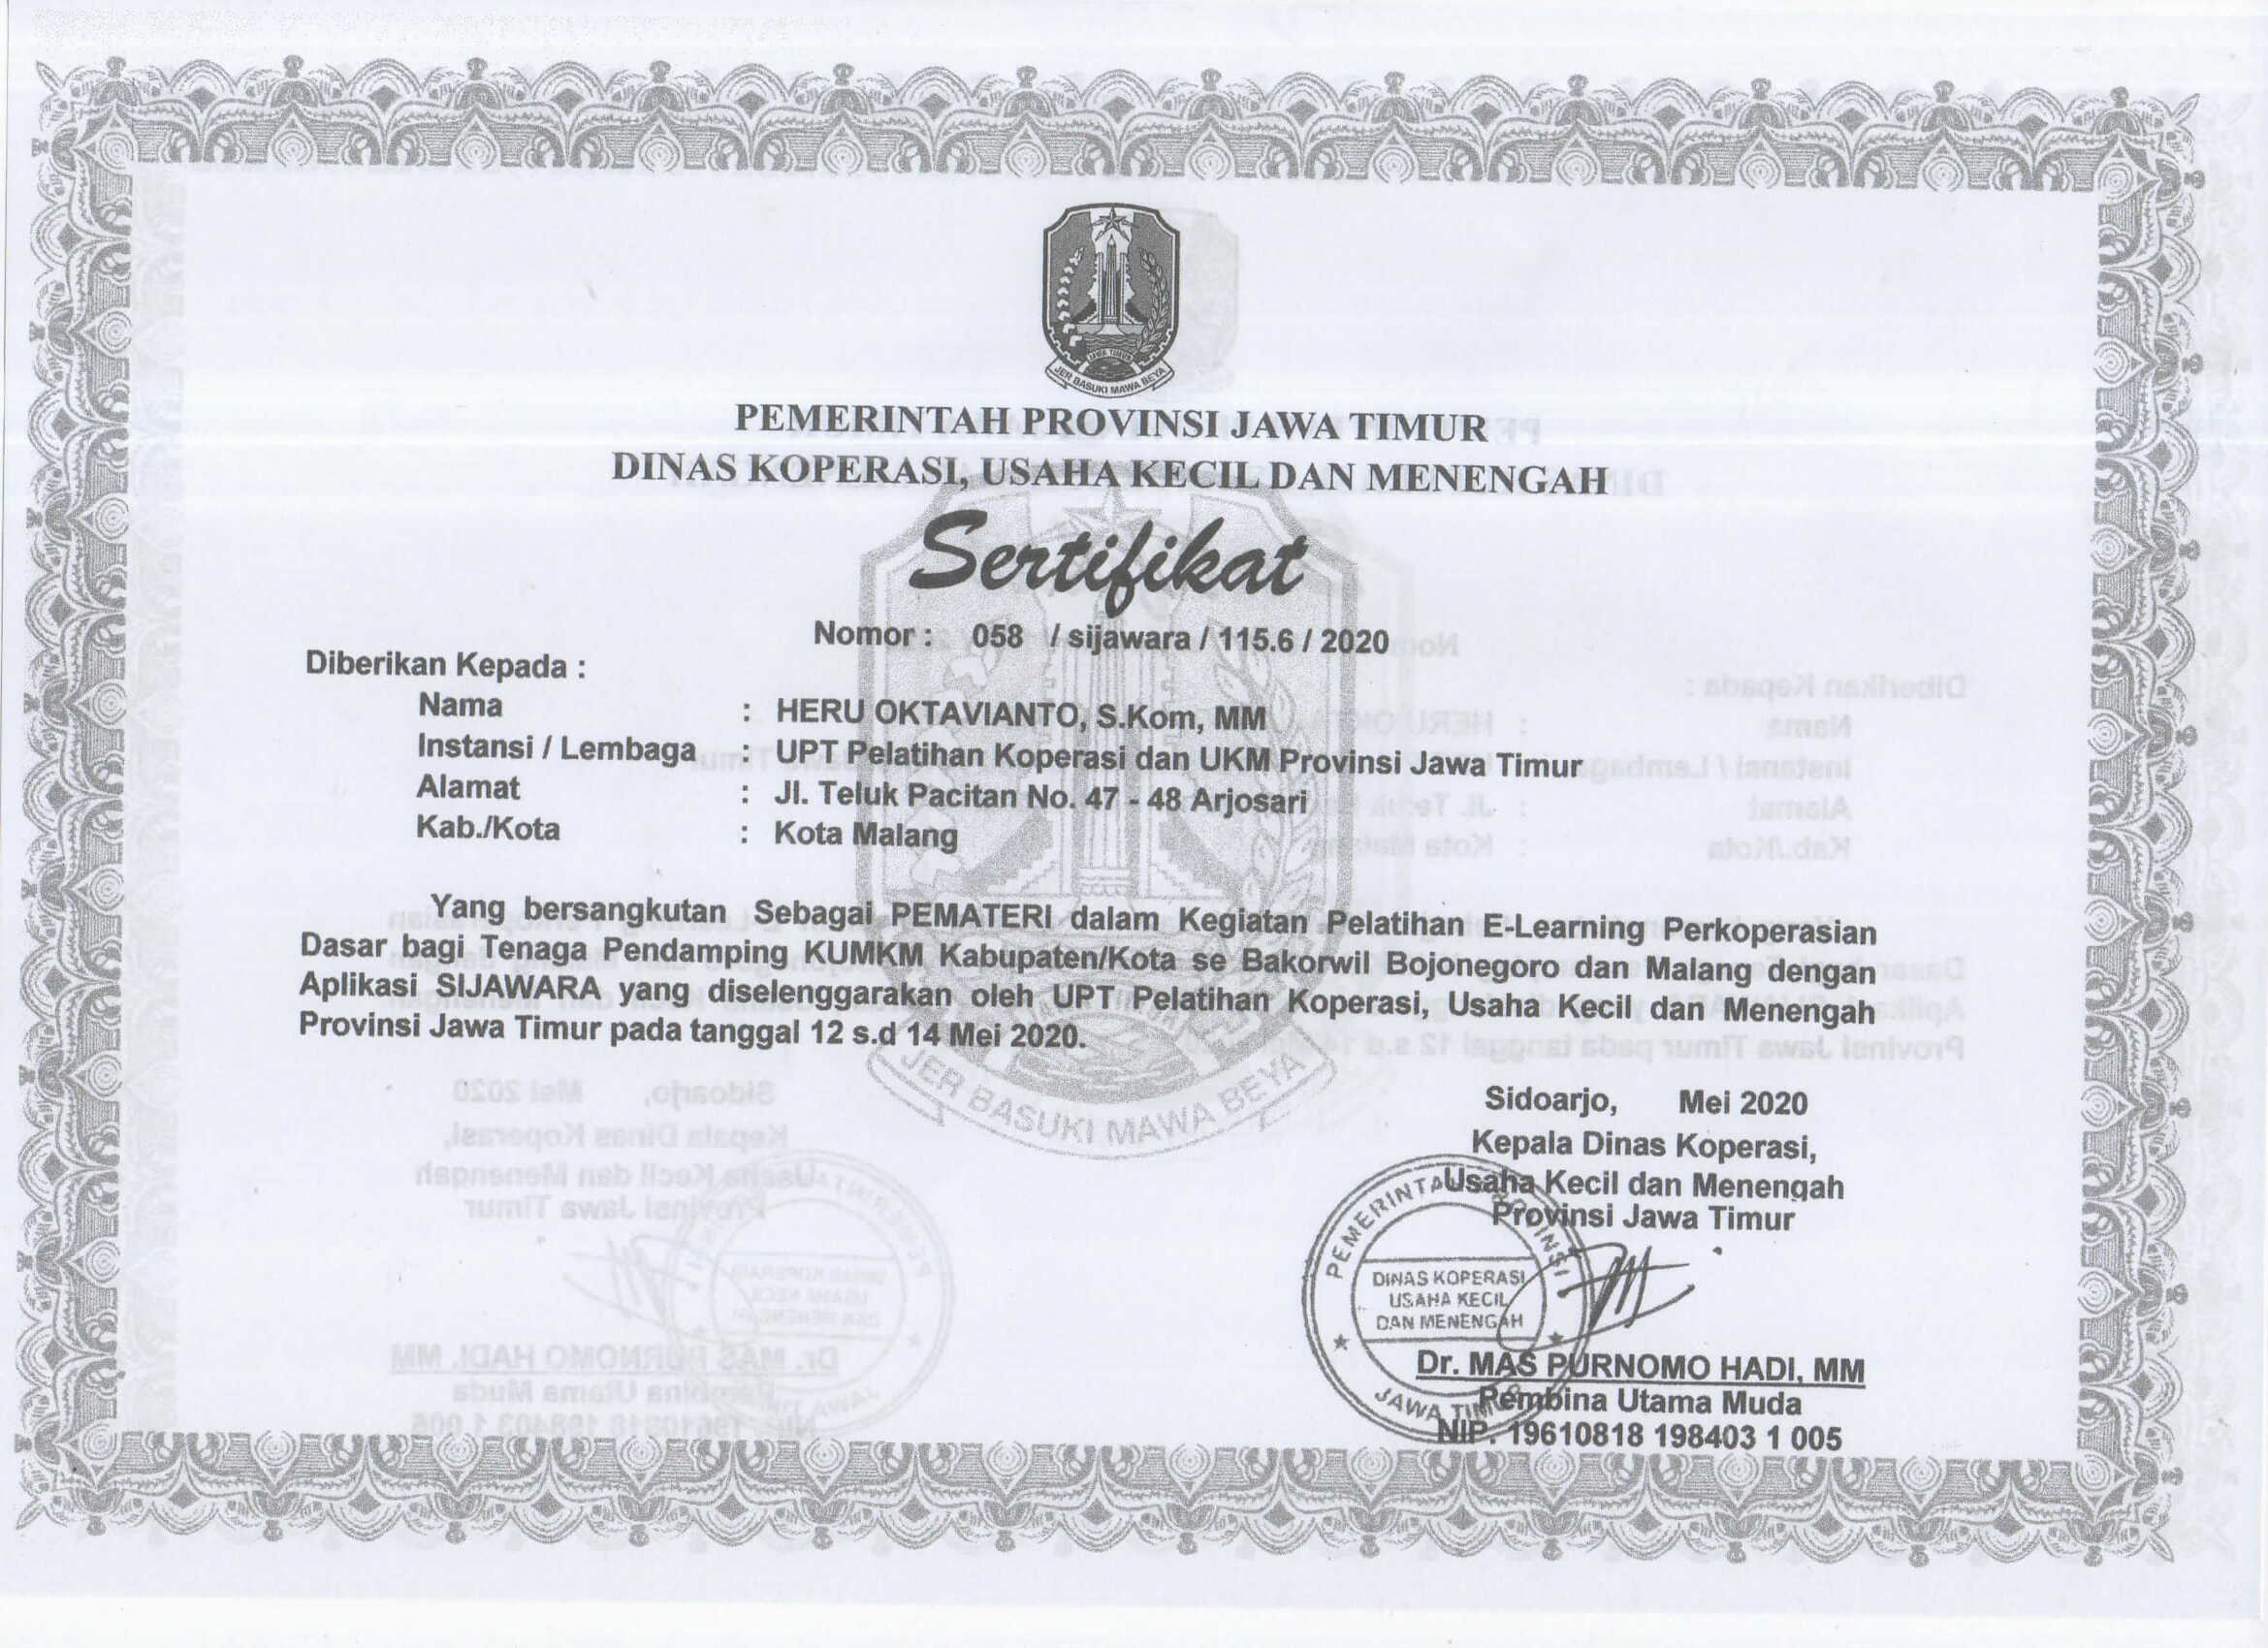 JAWA TIMUR
JER BASUKI MAWA BEYA
PEMERINTAH PROVINSI JAWA TIMUR
DINAS KOPERASI, USAHA KECIL DAN MENENGAH
Sertifikat
Nomor : 058 / sijawara / 115.6 / 2020
Diberikan Kepada :
Nama : HERU OKTAVIANTO, S.Kom, MM
Instansi / Lembaga : UPT Pelatihan Koperasi dan UKM Provinsi Jawa Timur
Alamat : Jl. Teluk Pacitan No. 47 - 48 Arjosari
Kab./Kota : Kota Malang
Yang bersangkutan Sebagai PEMATERI dalam Kegiatan Pelatihan E-Learning Perkoperasian
Dasar bagi Tenaga Pendamping KUMKM Kabupaten/Kota se Bakorwil Bojonegoro dan Malang dengan
Aplikasi SIJAWARA yang diselenggarakan oleh UPT Pelatihan Koperasi, Usaha Kecil dan Menengah
Provinsi Jawa Timur pada tanggal 12 s.d 14 Mei 2020.
JER BASUKI MAWA BEYA
Sidoarjo, Mei 2020
Kepala Dinas Koperasi,
Usaha Kecil dan Menengah
Provinsi Jawa Timur
PEMERINTAH PROVINSI
DINAS KOPERASI
USAHA KECIL
DAN MENENGAH
JAWA TIMUR
Dr. MAS PURNOMO HADI, MM
Pembina Utama Muda
NIP. 19610818 198403 1 005